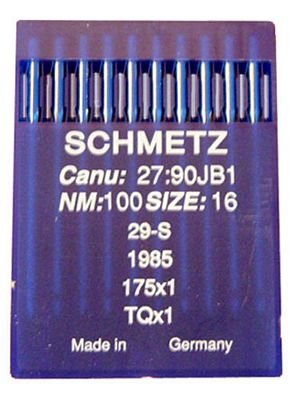 SCHMETZ
Canu: 27:90JB1
NM:100 SIZE: 16
29-S
1985
175x1
TQx1
Made in Germany